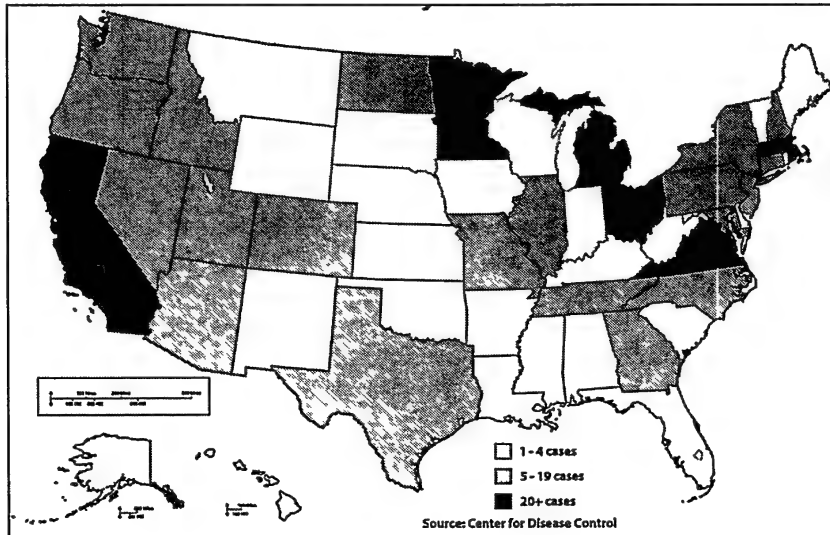 1 - 4 cases
5 - 19 cases
20+ cases
Source: Center for Disease Control